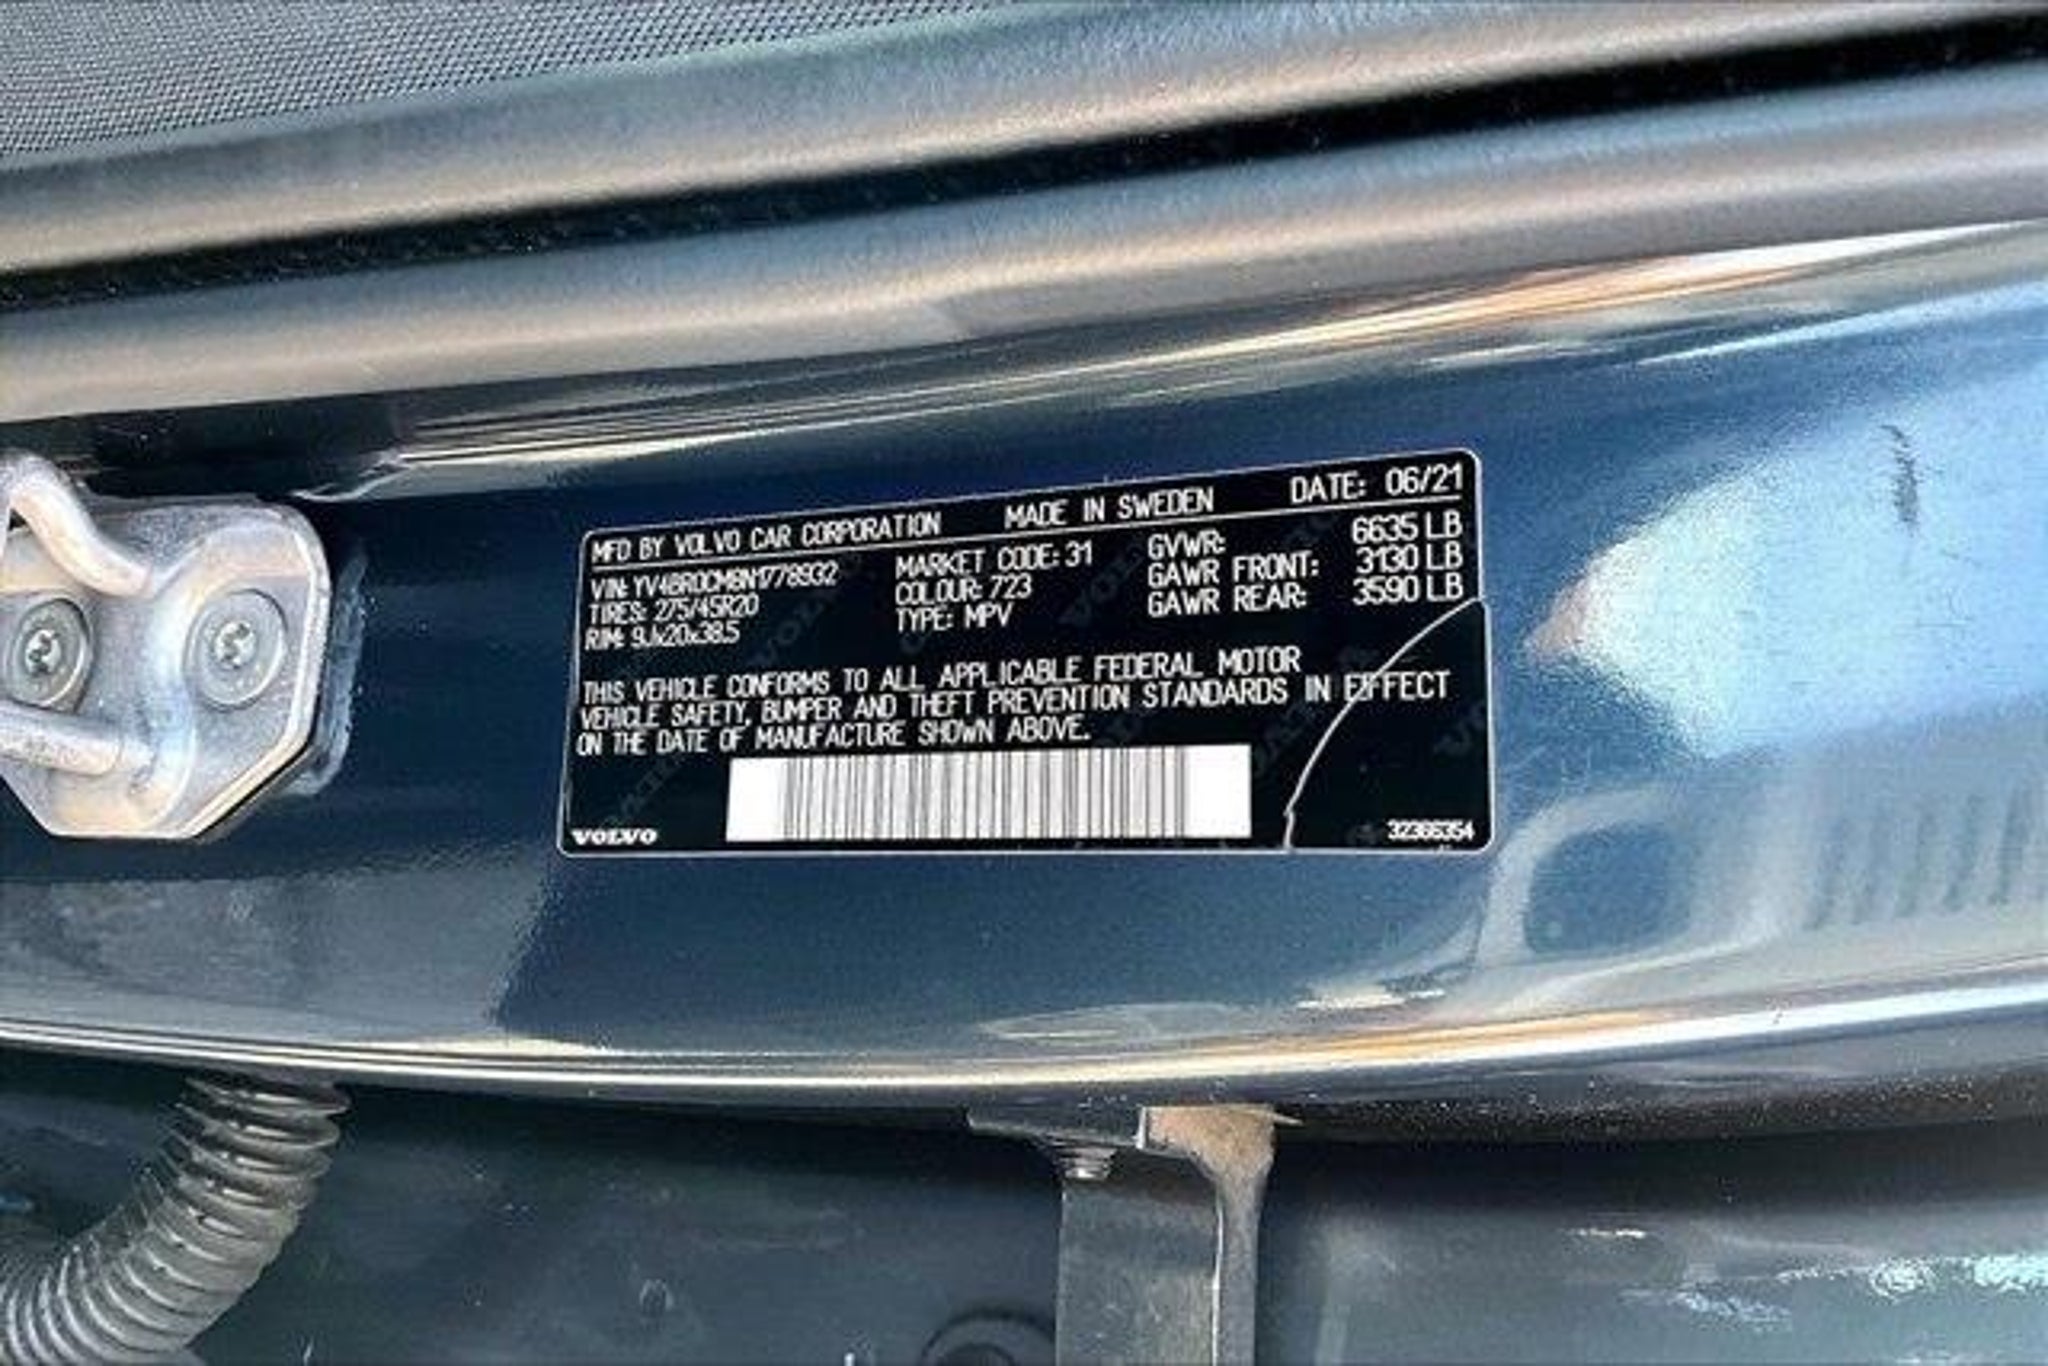 MFD BY VOLVO CAR CORPORATION MADE IN SWEDEN DATE: 06/21
VIN: YV4BR0CM8N1778932 MARKET CODE: 31 GVWR: 6635 LB
TIRES: 275/45R20 COLOUR: 723 GAWR FRONT: 3130 LB
RIM: 9Jx20x38.5 TYPE: MPV GAWR REAR: 3590 LB
THIS VEHICLE CONFORMS TO ALL APPLICABLE FEDERAL MOTOR
VEHICLE SAFETY, BUMPER AND THEFT PREVENTION STANDARDS IN EFFECT
ON THE DATE OF MANUFACTURE SHOWN ABOVE.
VOLVO 32366354